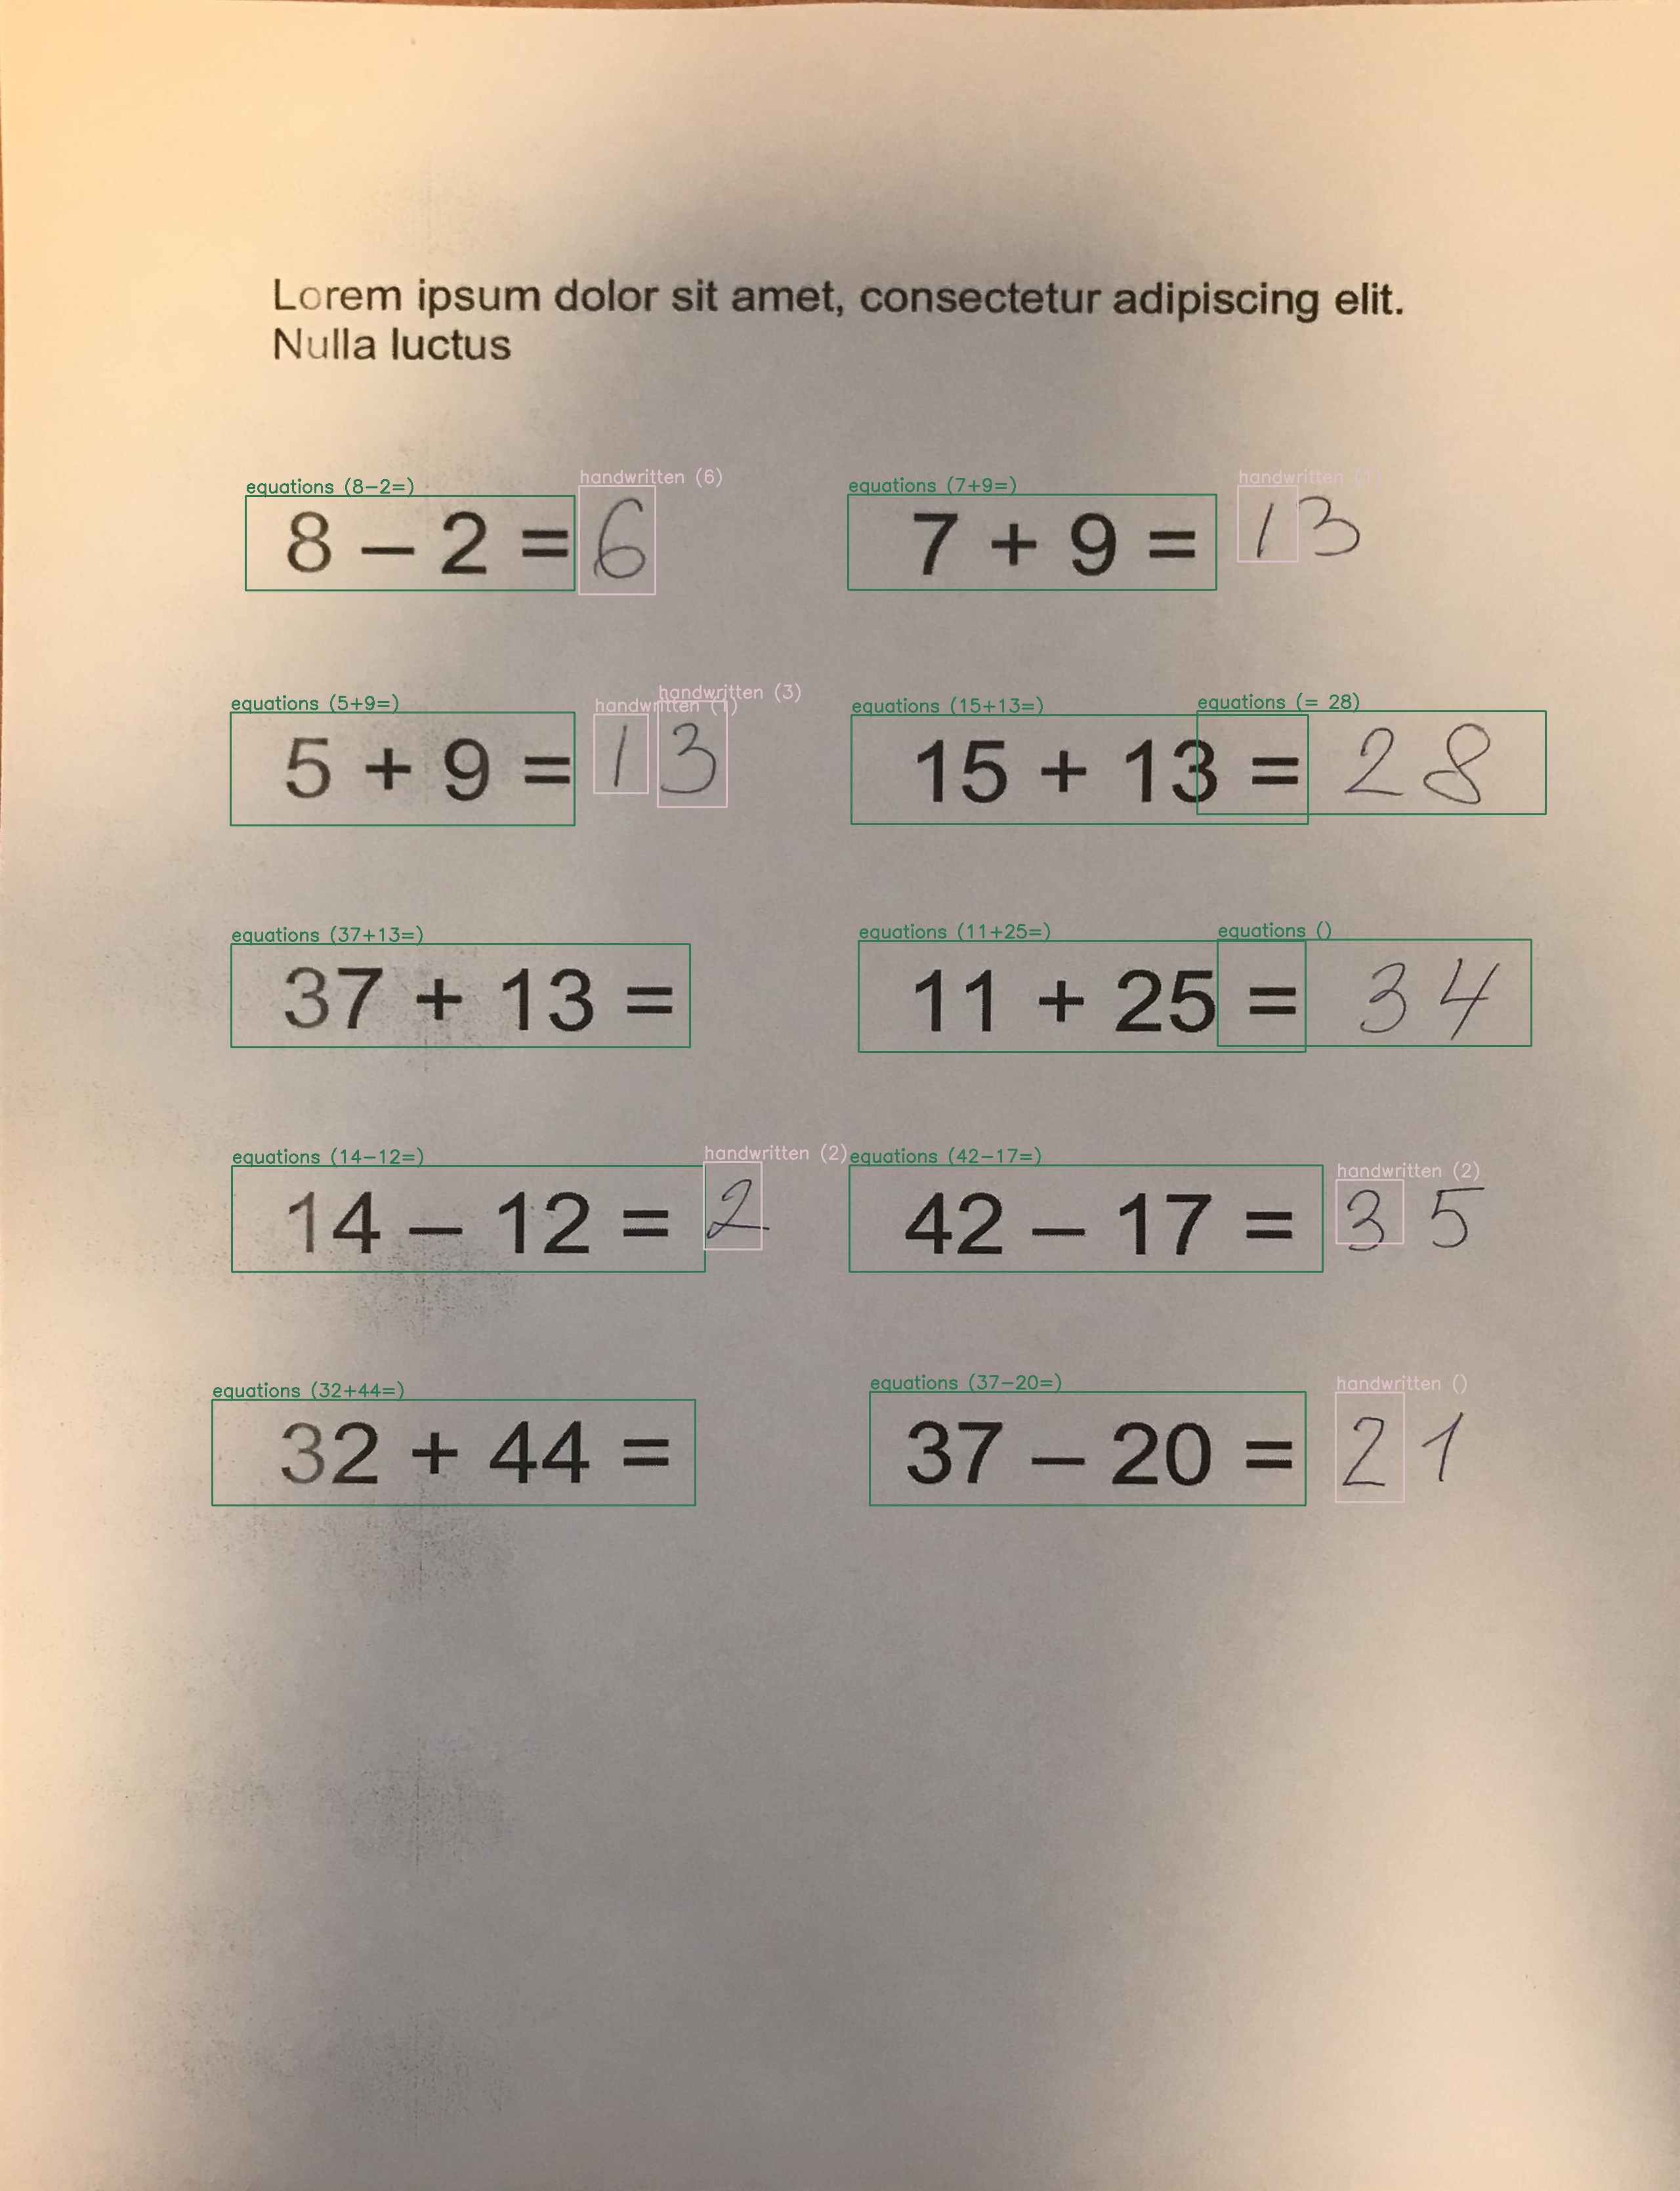 Lorem ipsum dolor sit amet, consectetur adipiscing elit.
Nulla luctus
equations (8-2=) handwritten (6) equations (7+9=) handwritten
8 – 2 = 6 7 + 9 = 13
equations (5+9=) handwritten (1) handwritten (3) equations (15+13=) equations (= 28)
5 + 9 = 13 15 + 13 = 28
equations (37+13=) equations (11+25=) equations ()
37 + 13 = 11 + 25 = 34
equations (14-12=) handwritten (2) equations (42-17=) handwritten (2)
14 – 12 = 2 42 – 17 = 35
equations (32+44=) equations (37-20=) handwritten ()
32 + 44 = 37 – 20 = 21